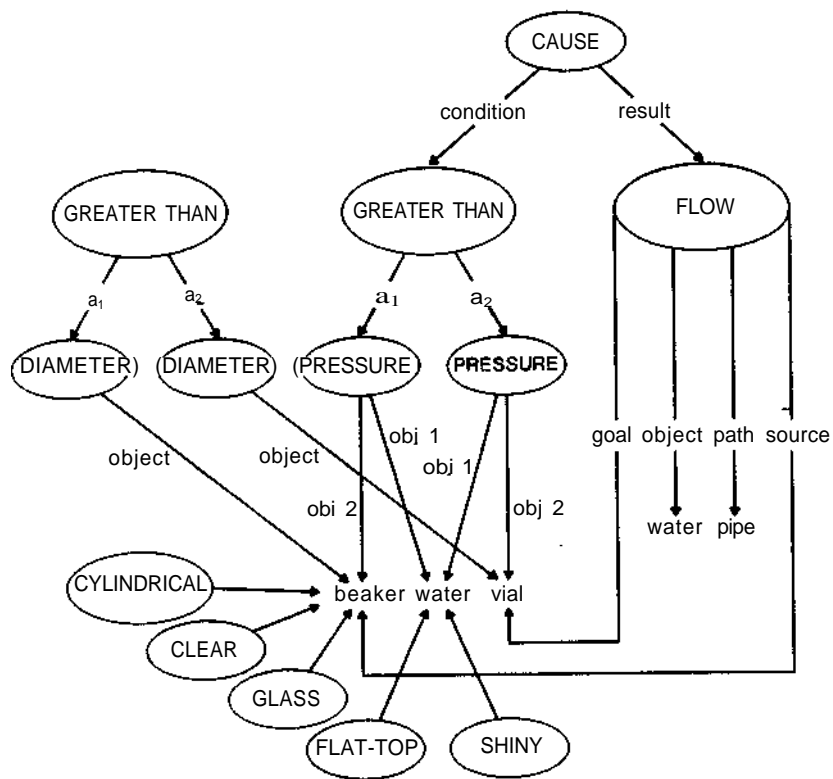 CAUSE
condition result
GREATER THAN GREATER THAN FLOW
a₁ a₂ a₁ a₂
(DIAMETER) (DIAMETER) (PRESSURE) PRESSURE
object object obj 1 obj 1 goal object path source
obi 2 obj 2
water pipe
CYLINDRICAL beaker water vial
CLEAR
GLASS
FLAT-TOP SHINY